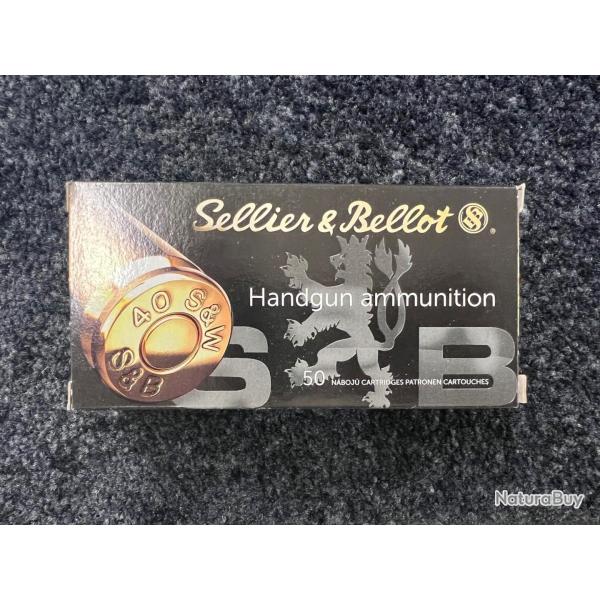 Sellier & Bellot S&B ®
Handgun ammunition
40 S&W
S&B
S B
50 NÁBOJŮ CARTRIDGES PATRONEN CARTOUCHES
NaturaBuy